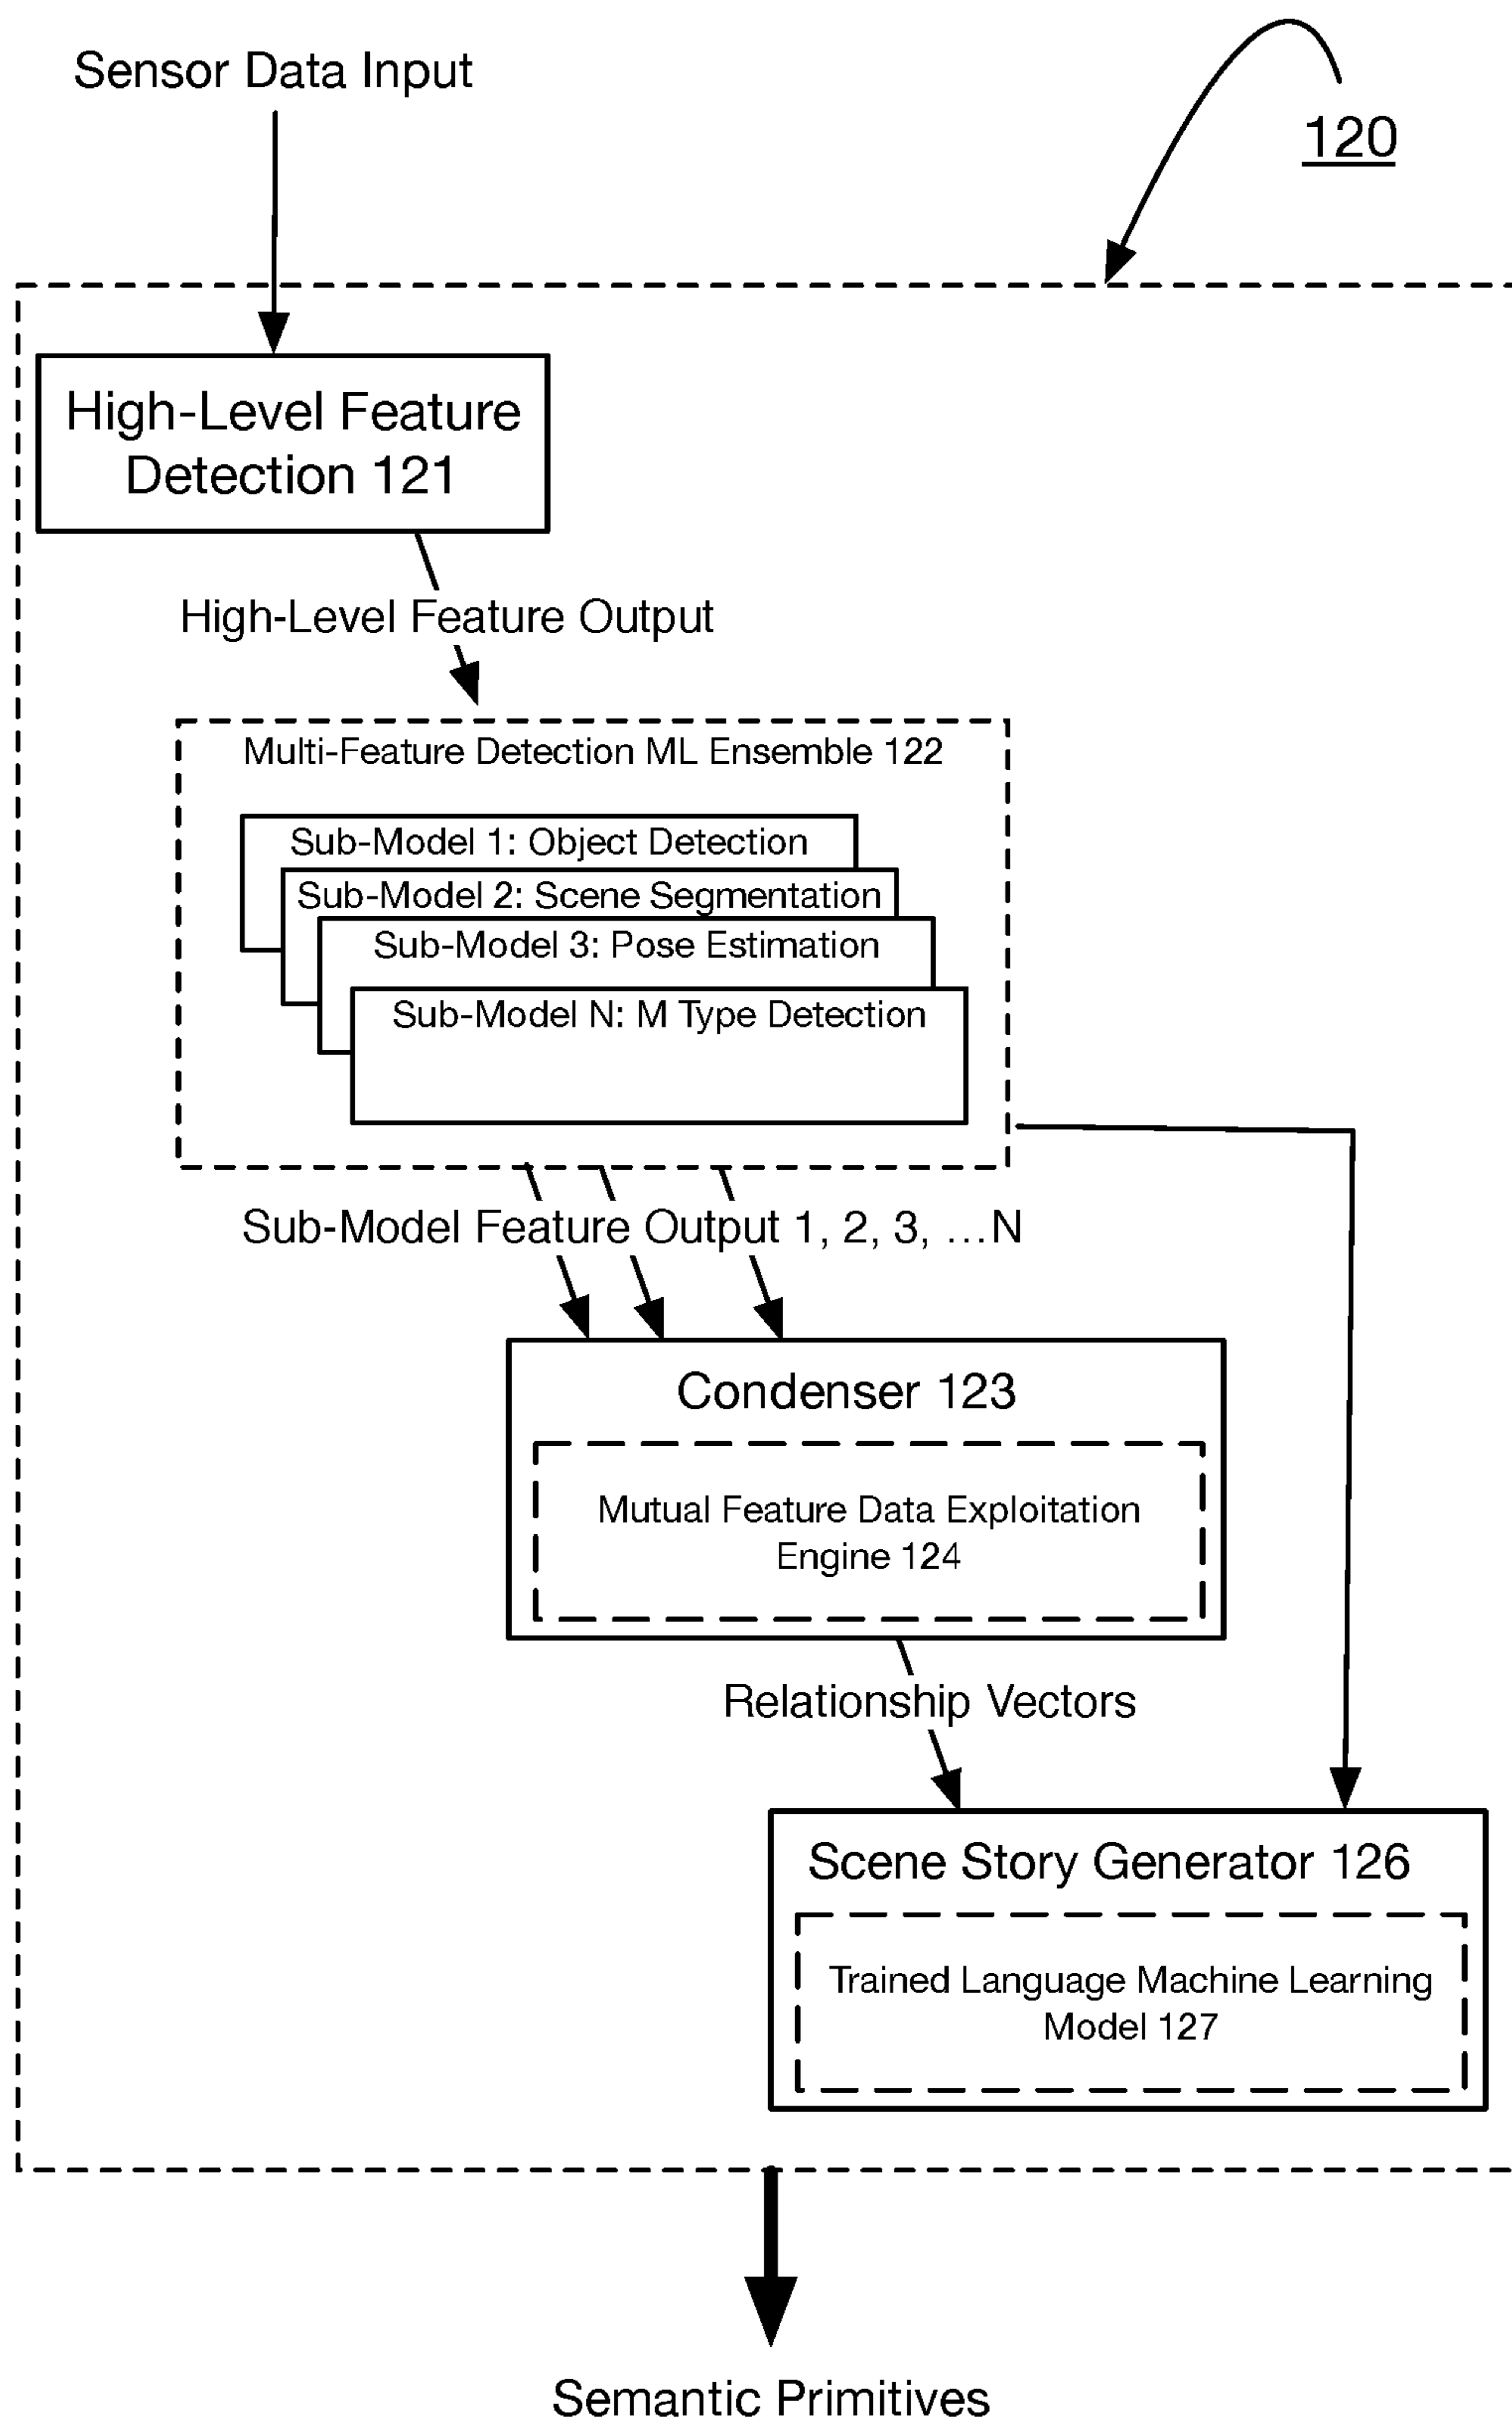 Sensor Data Input
120
High-Level Feature
Detection 121
High-Level Feature Output
Multi-Feature Detection ML Ensemble 122
Sub-Model 1: Object Detection
Sub-Model 2: Scene Segmentation
Sub-Model 3: Pose Estimation
Sub-Model N: M Type Detection
Sub-Model Feature Output 1, 2, 3, …N
Condenser 123
Mutual Feature Data Exploitation
Engine 124
Relationship Vectors
Scene Story Generator 126
Trained Language Machine Learning
Model 127
Semantic Primitives